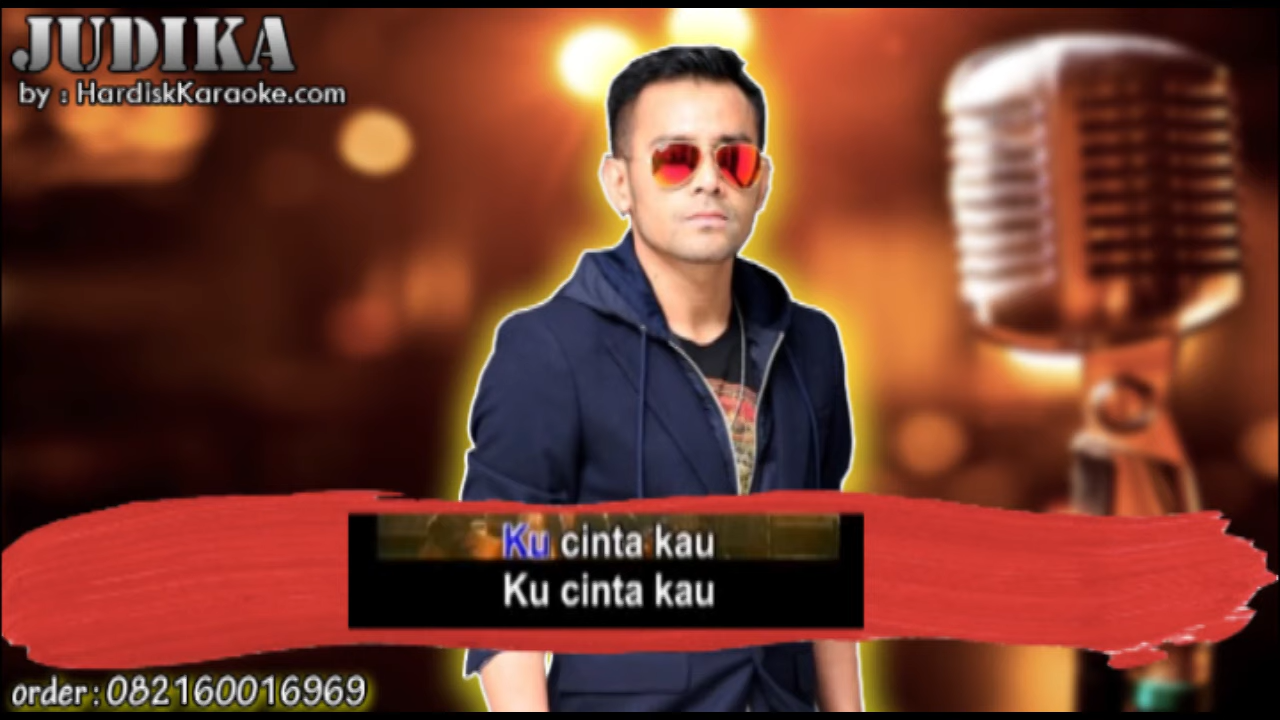 JUDIKA
by : HardiskKaraoke.com
Ku cinta kau
Ku cinta kau
order : 082160016969